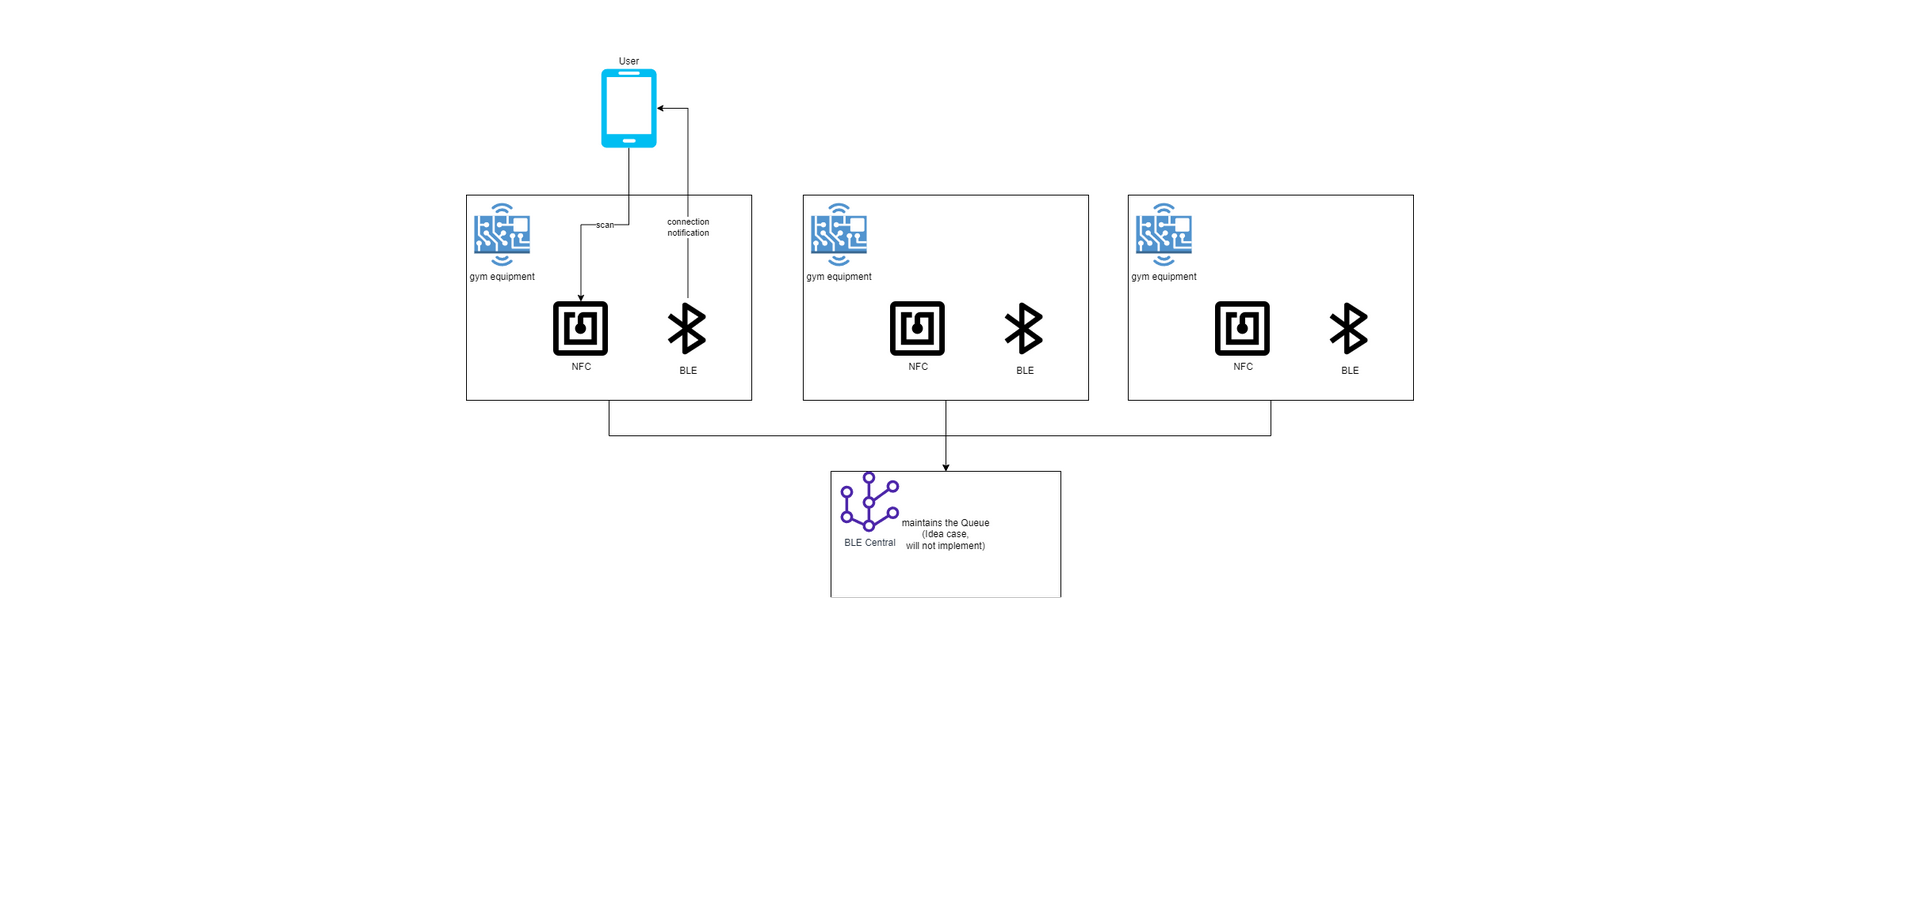 User
scan
connection
notification
gym equipment
NFC
BLE
gym equipment
NFC
BLE
gym equipment
NFC
BLE
BLE Central
maintains the Queue
(Idea case,
will not implement)